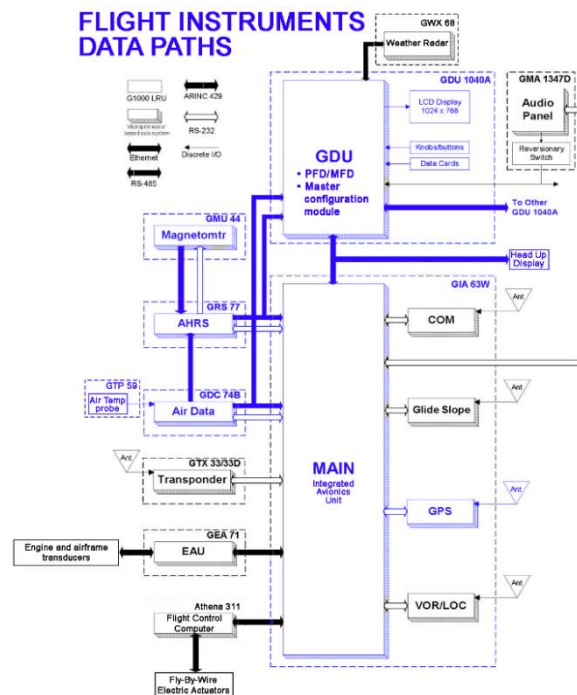 FLIGHT INSTRUMENTS
DATA PATHS
G1000 LRU
ARINC 429
Microprocessor
based sub-system
RS-232
Ethernet
Discrete I/O
RS-485
GWX 68
Weather Radar
GDU 1040A
GDU
• PFD/MFD
• Master
configuration
module
LCD Display
1024 x 768
Knobs/buttons
Data Cards
GMA 1347D
Audio
Panel
Reversionary
Switch
To Other
GDU 1040A
Head Up
Display
GMU 44
Magnetomtr
GRS 77
AHRS
GTP 59
Air Temp
probe
GDC 74B
Air Data
Ant
GTX 33/33D
Transponder
GEA 71
Engine and airframe
transducers
EAU
Athena 311
Flight Control
Computer
Fly-By-Wire
Electric Actuators
GIA 63W
MAIN
Integrated
Avionics
Unit
Ant
COM
Ant
Glide Slope
Ant
GPS
Ant
VOR/LOC